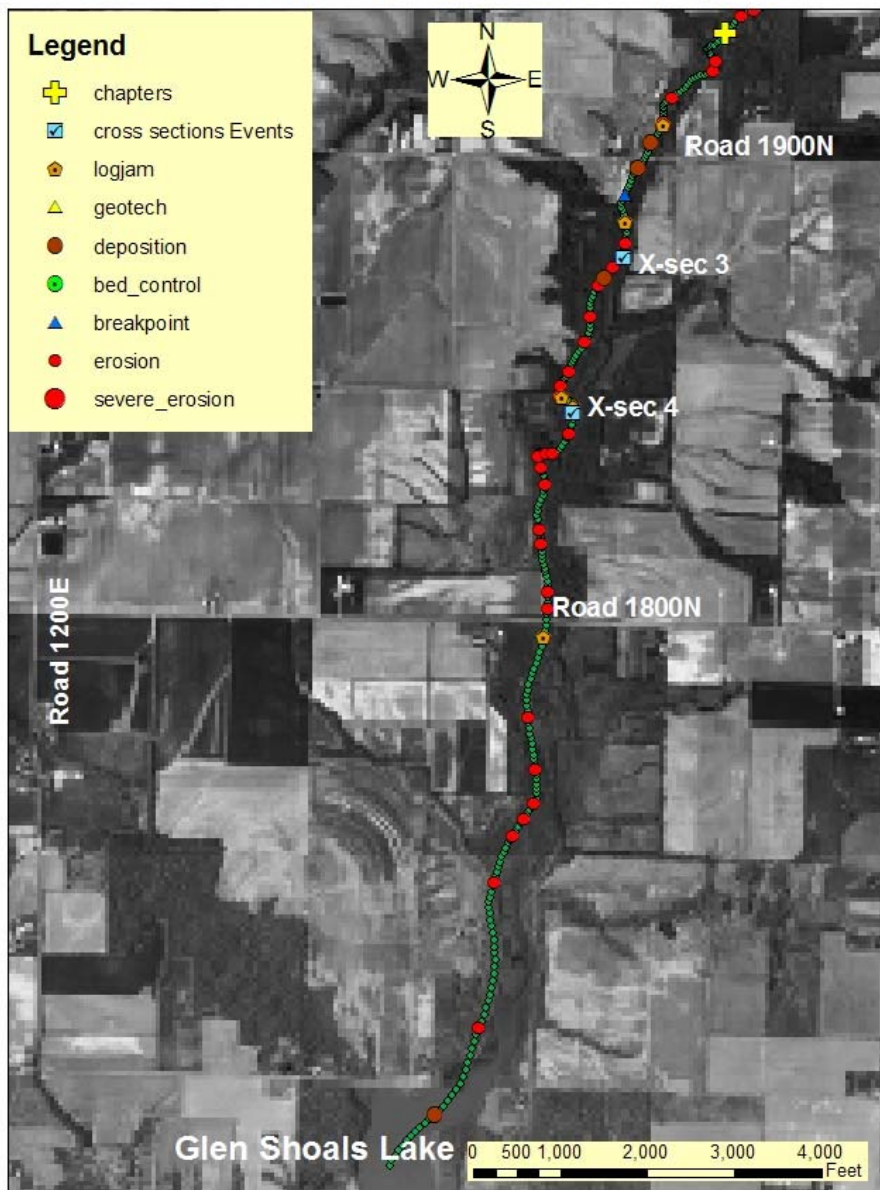 Legend
chapters
cross sections Events
logjam
geotech
deposition
bed_control
breakpoint
erosion
severe_erosion
N
W E
S
Road 1900N
X-sec 3
X-sec 4
Road 1800N
Road 1200E
Glen Shoals Lake
0 500 1,000 2,000 3,000 4,000
Feet